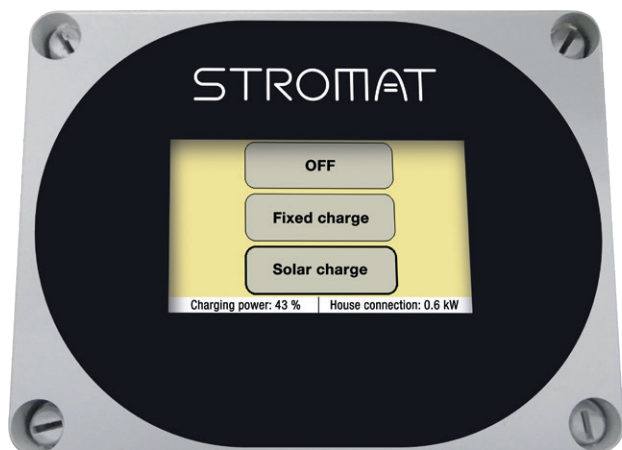 STROMAT
OFF
Fixed charge
Solar charge
Charging power: 43 % House connection: 0.6 kW